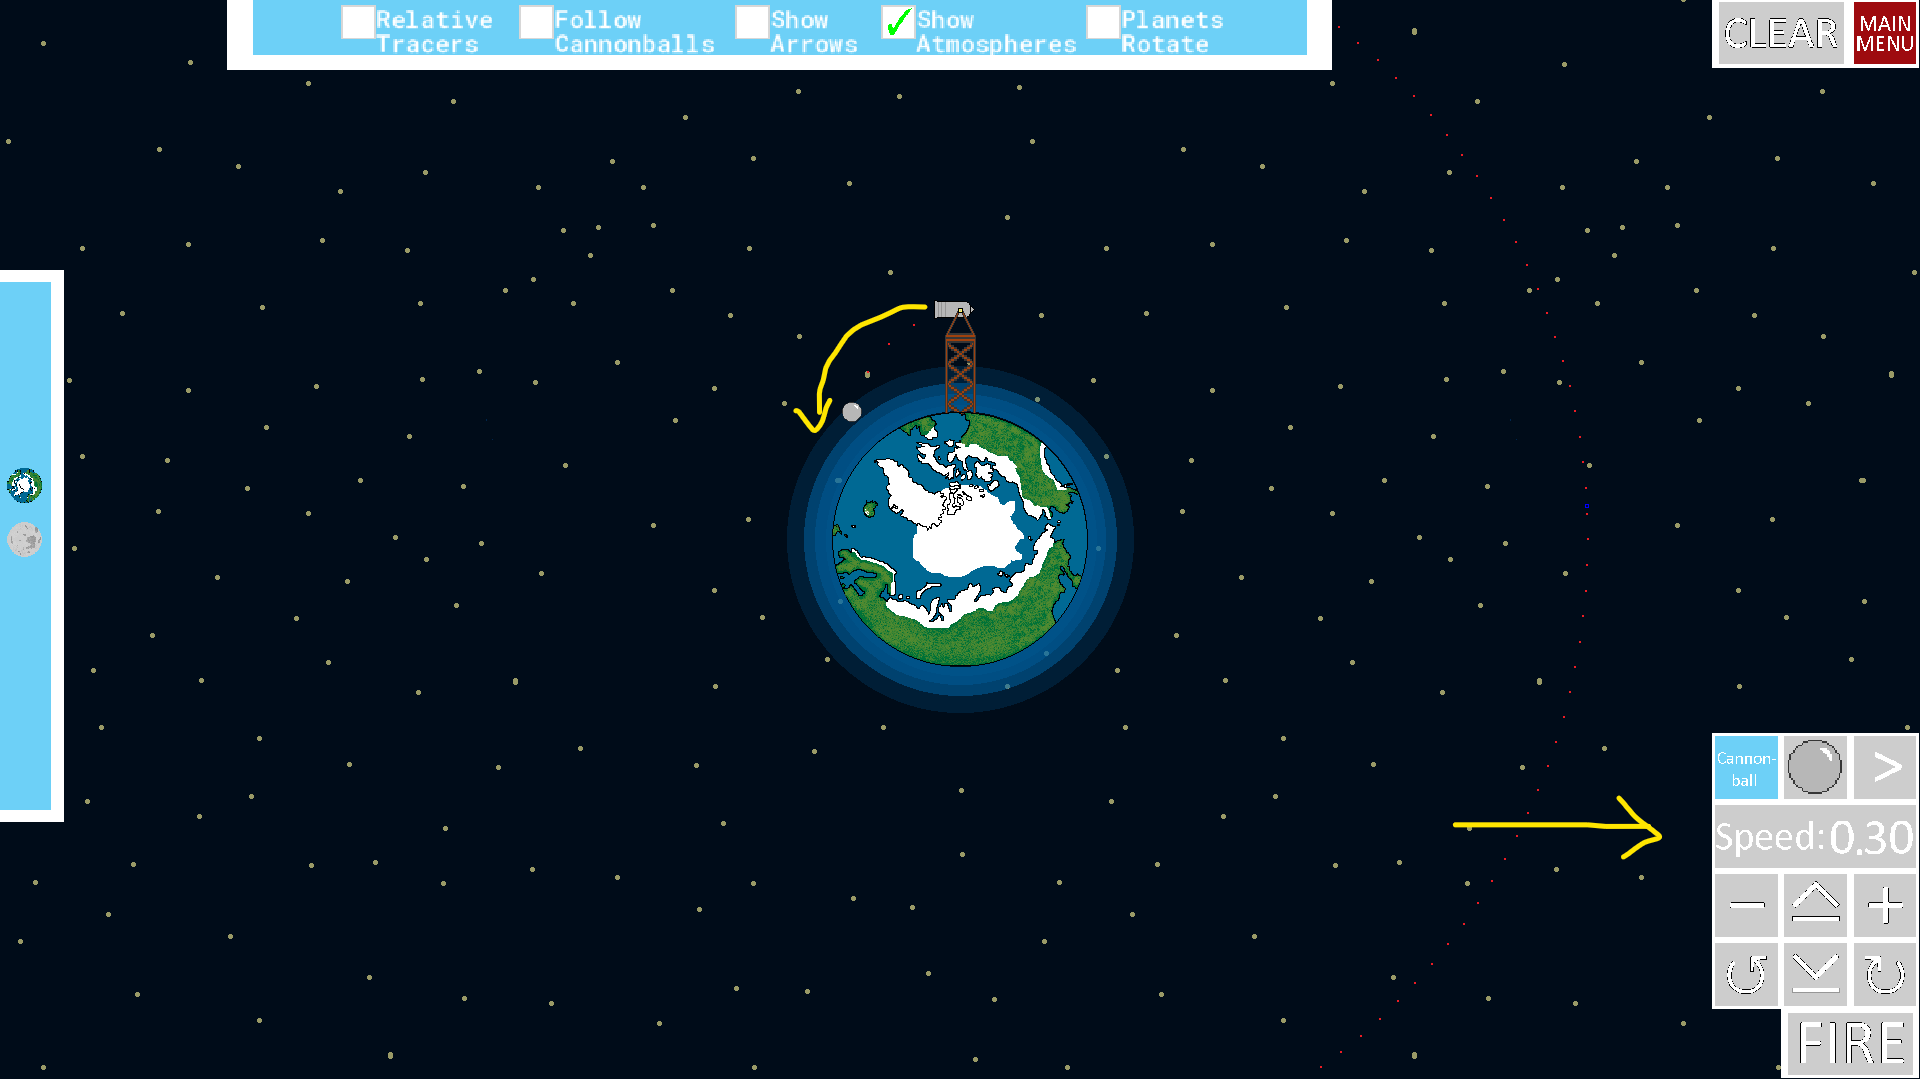 Relative
Tracers
Follow
Cannonballs
Show
Arrows
Show
Atmospheres
Planets
Rotate
CLEAR
MAIN
MENU
Cannon-
ball
>
Speed: 0.30
FIRE